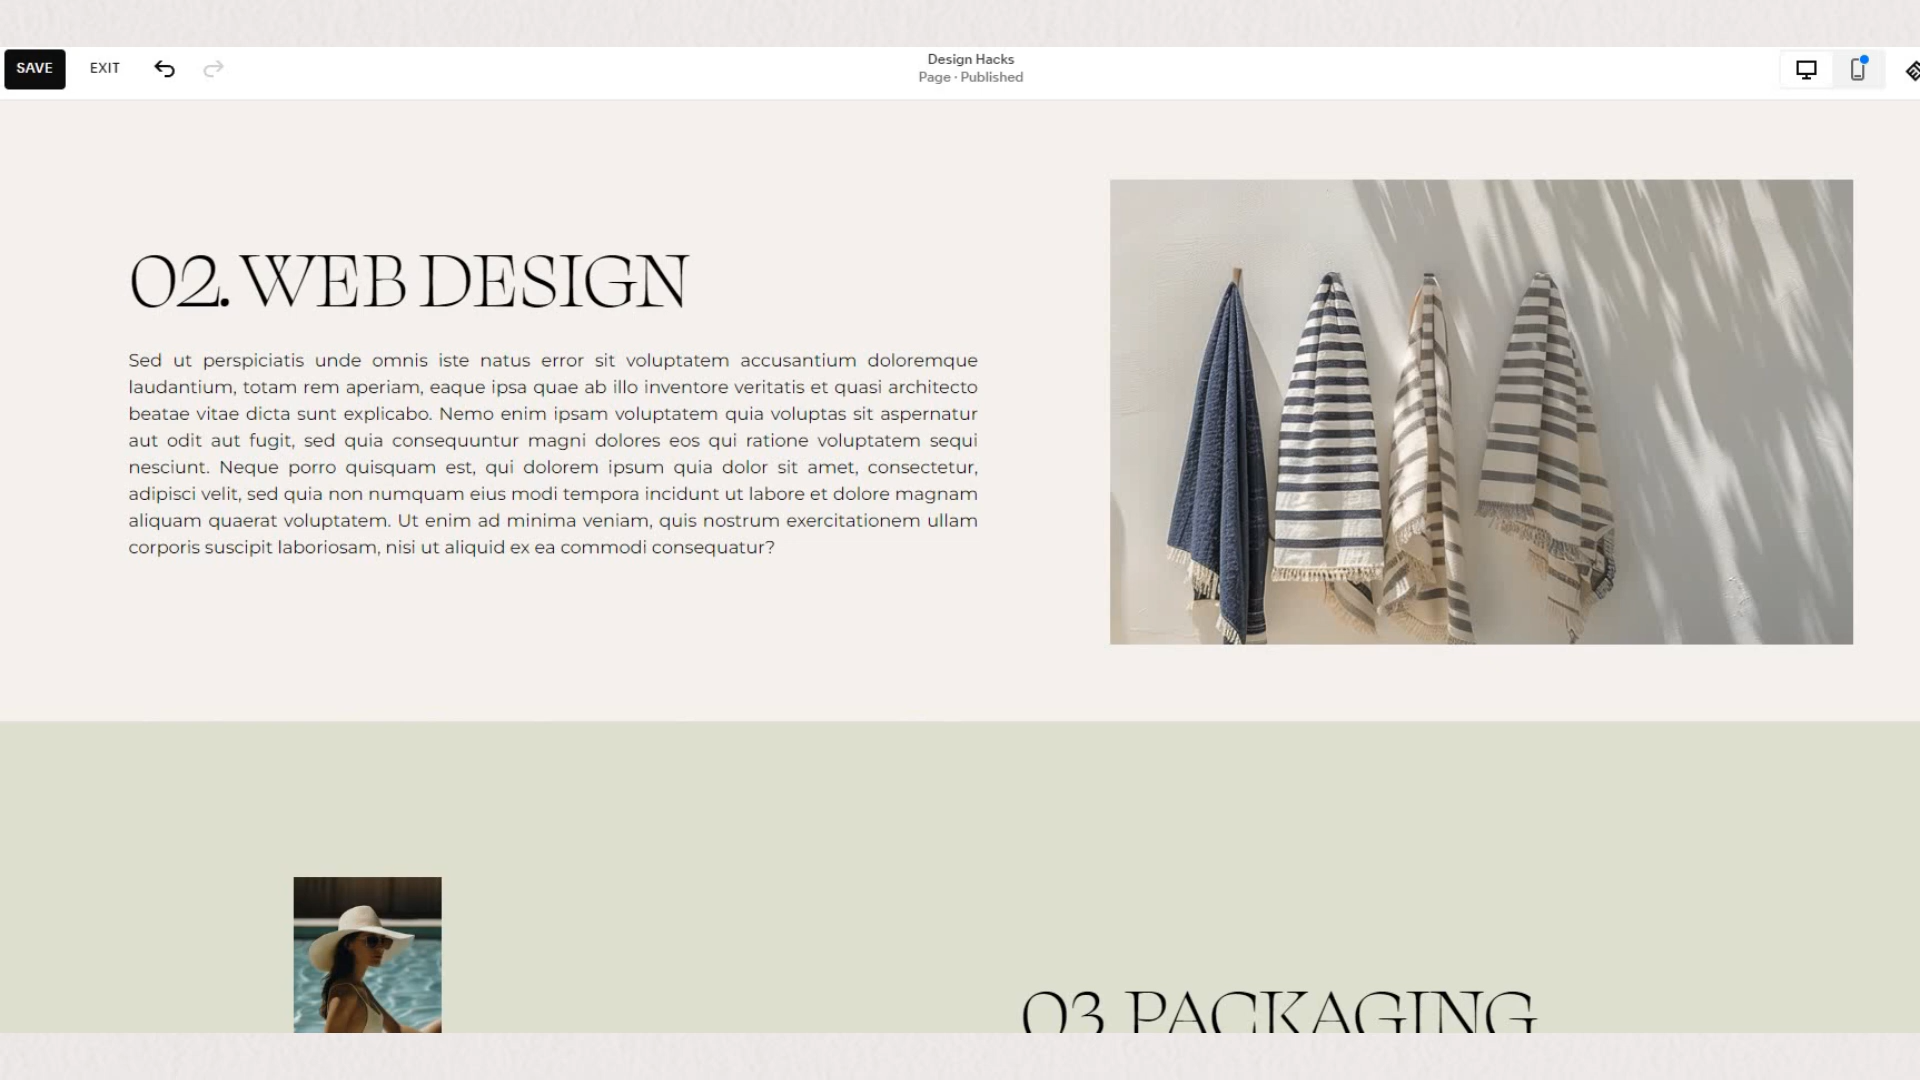 SAVE
EXIT
Design Hacks
Page · Published
02. WEB DESIGN
Sed ut perspiciatis unde omnis iste natus error sit voluptatem accusantium doloremque
laudantium, totam rem aperiam, eaque ipsa quae ab illo inventore veritatis et quasi architecto
beatae vitae dicta sunt explicabo. Nemo enim ipsam voluptatem quia voluptas sit aspernatur
aut odit aut fugit, sed quia consequuntur magni dolores eos qui ratione voluptatem sequi
nesciunt. Neque porro quisquam est, qui dolorem ipsum quia dolor sit amet, consectetur,
adipisci velit, sed quia non numquam eius modi tempora incidunt ut labore et dolore magnam
aliquam quaerat voluptatem. Ut enim ad minima veniam, quis nostrum exercitationem ullam
corporis suscipit laboriosam, nisi ut aliquid ex ea commodi consequatur?
03 PACKAGING